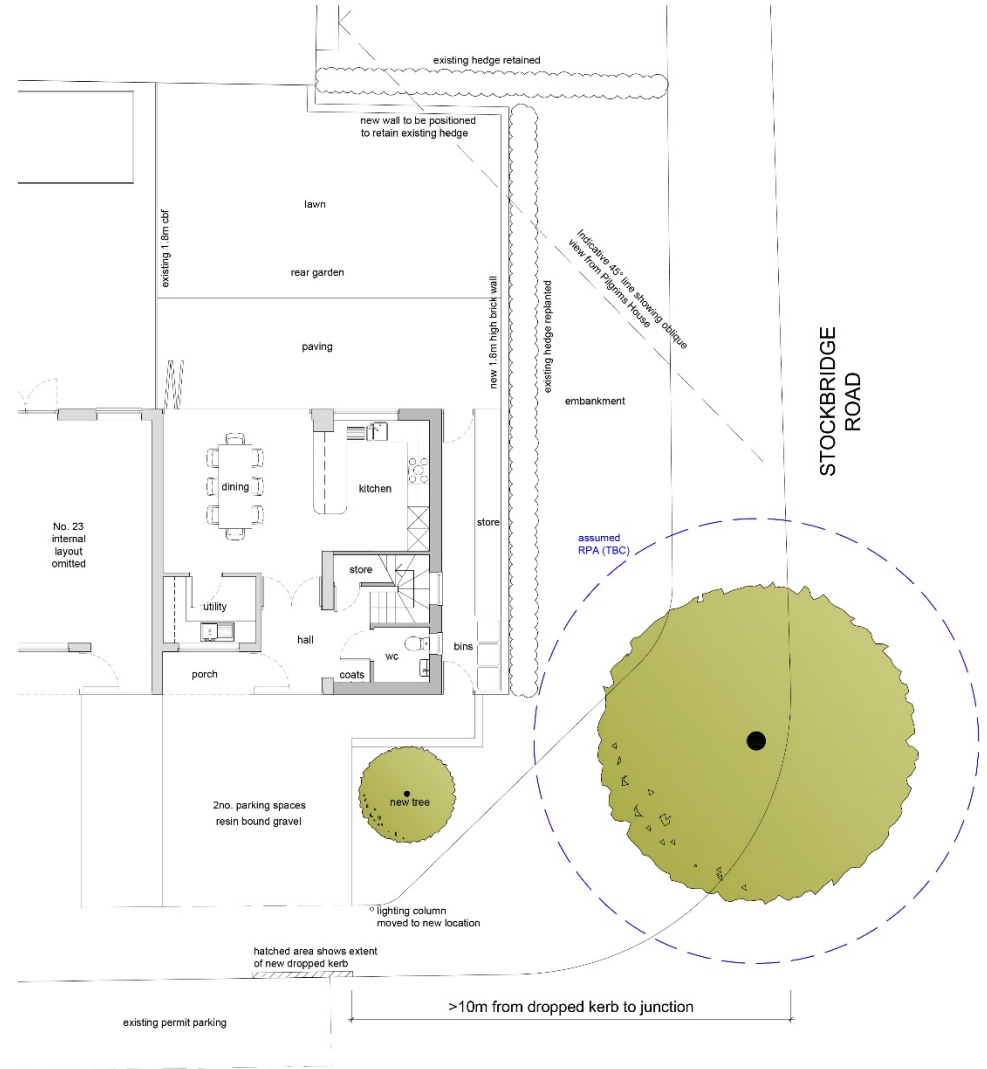 existing hedge retained
new wall to be positioned
to retain existing hedge
lawn
existing 1.8m cbf
rear garden
Indicative 45° line showing oblique
view from Pilgrims House
new 1.8m high brick wall
existing hedge replanted
paving
STOCKBRIDGE
ROAD
embankment
dining
kitchen
No. 23
internal
layout
omitted
store
assumed
RPA (TBC)
store
utility
hall
wc
bins
porch
coats
new tree
2no. parking spaces
resin bound gravel
lighting column
moved to new location
hatched area shows extent
of new dropped kerb
>10m from dropped kerb to junction
existing permit parking